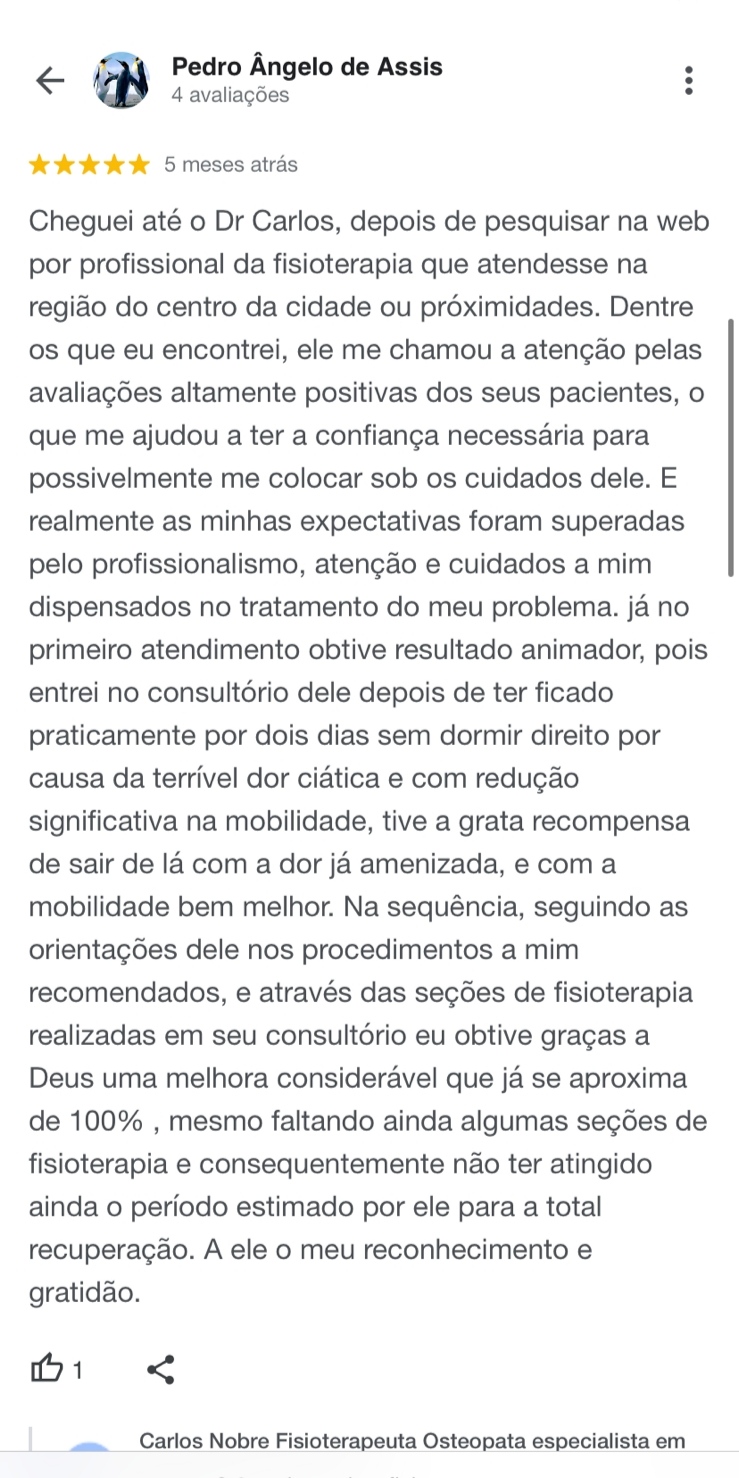 Pedro Ângelo de Assis
4 avaliações
5 meses atrás
Cheguei até o Dr Carlos, depois de pesquisar na web
por profissional da fisioterapia que atendesse na
região do centro da cidade ou próximidades. Dentre
os que eu encontrei, ele me chamou a atenção pelas
avaliações altamente positivas dos seus pacientes, o
que me ajudou a ter a confiança necessária para
possivelmente me colocar sob os cuidados dele. E
realmente as minhas expectativas foram superadas
pelo profissionalismo, atenção e cuidados a mim
dispensados no tratamento do meu problema. já no
primeiro atendimento obtive resultado animador, pois
entrei no consultório dele depois de ter ficado
praticamente por dois dias sem dormir direito por
causa da terrível dor ciática e com redução
significativa na mobilidade, tive a grata recompensa
de sair de lá com a dor já amenizada, e com a
mobilidade bem melhor. Na sequência, seguindo as
orientações dele nos procedimentos a mim
recomendados, e através das seções de fisioterapia
realizadas em seu consultório eu obtive graças a
Deus uma melhora considerável que já se aproxima
de 100% , mesmo faltando ainda algumas seções de
fisioterapia e consequentemente não ter atingido
ainda o período estimado por ele para a total
recuperação. A ele o meu reconhecimento e
gratidão.
1
Carlos Nobre Fisioterapeuta Osteopata especialista em